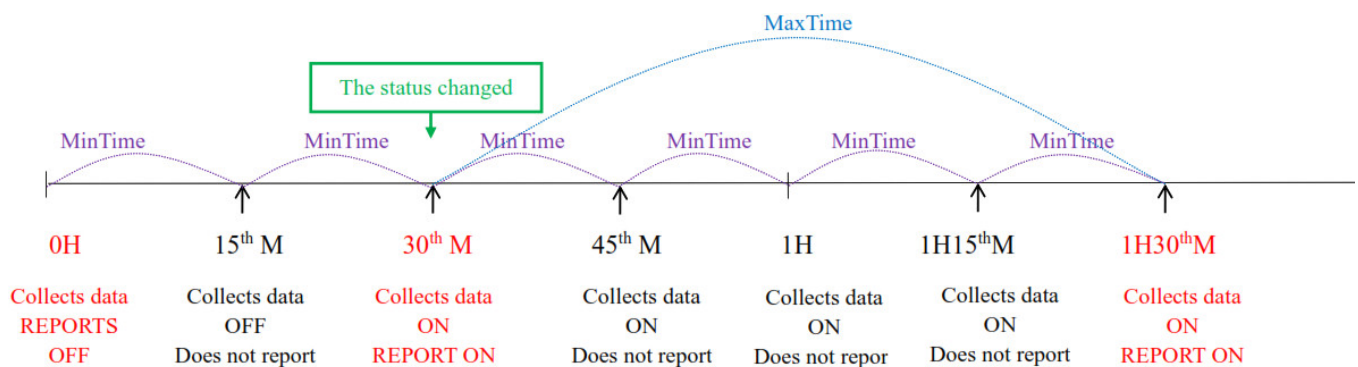 MaxTime
The status changed
MinTime MinTime MinTime MinTime MinTime MinTime
0H 15th M 30th M 45th M 1H 1H15thM 1H30thM
Collects data Collects data Collects data Collects data Collects data Collects data Collects data
REPORTS OFF ON ON ON ON ON
OFF Does not report REPORT ON Does not report Does not repor Does not report REPORT ON